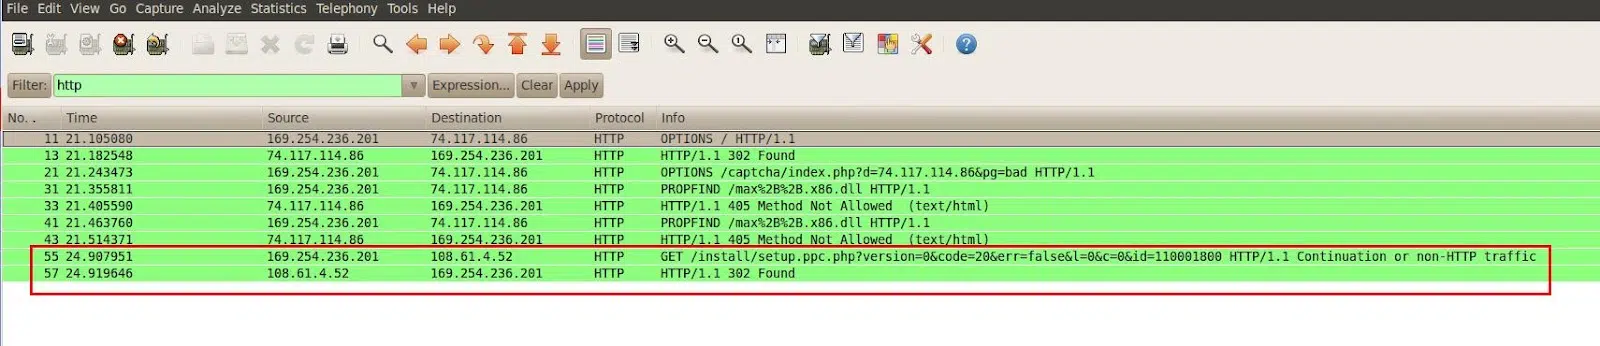 File Edit View Go Capture Analyze Statistics Telephony Tools Help
Filter: http Expression... Clear Apply
No. . Time Source Destination Protocol Info
11 21.105080 169.254.236.201 74.117.114.86 HTTP OPTIONS / HTTP/1.1
13 21.182548 74.117.114.86 169.254.236.201 HTTP HTTP/1.1 302 Found
21 21.243473 169.254.236.201 74.117.114.86 HTTP OPTIONS /captcha/index.php?d=74.117.114.86&pg=bad HTTP/1.1
31 21.355811 169.254.236.201 74.117.114.86 HTTP PROPFIND /max%2B%2B.x86.dll HTTP/1.1
33 21.405590 74.117.114.86 169.254.236.201 HTTP HTTP/1.1 405 Method Not Allowed (text/html)
41 21.463760 169.254.236.201 74.117.114.86 HTTP PROPFIND /max%2B%2B.x86.dll HTTP/1.1
43 21.514371 74.117.114.86 169.254.236.201 HTTP HTTP/1.1 405 Method Not Allowed (text/html)
55 24.907951 169.254.236.201 108.61.4.52 HTTP GET /install/setup.ppc.php?version=0&code=20&err=false&l=0&c=0&id=110001800 HTTP/1.1 Continuation or non-HTTP traffic
57 24.919646 108.61.4.52 169.254.236.201 HTTP HTTP/1.1 302 Found